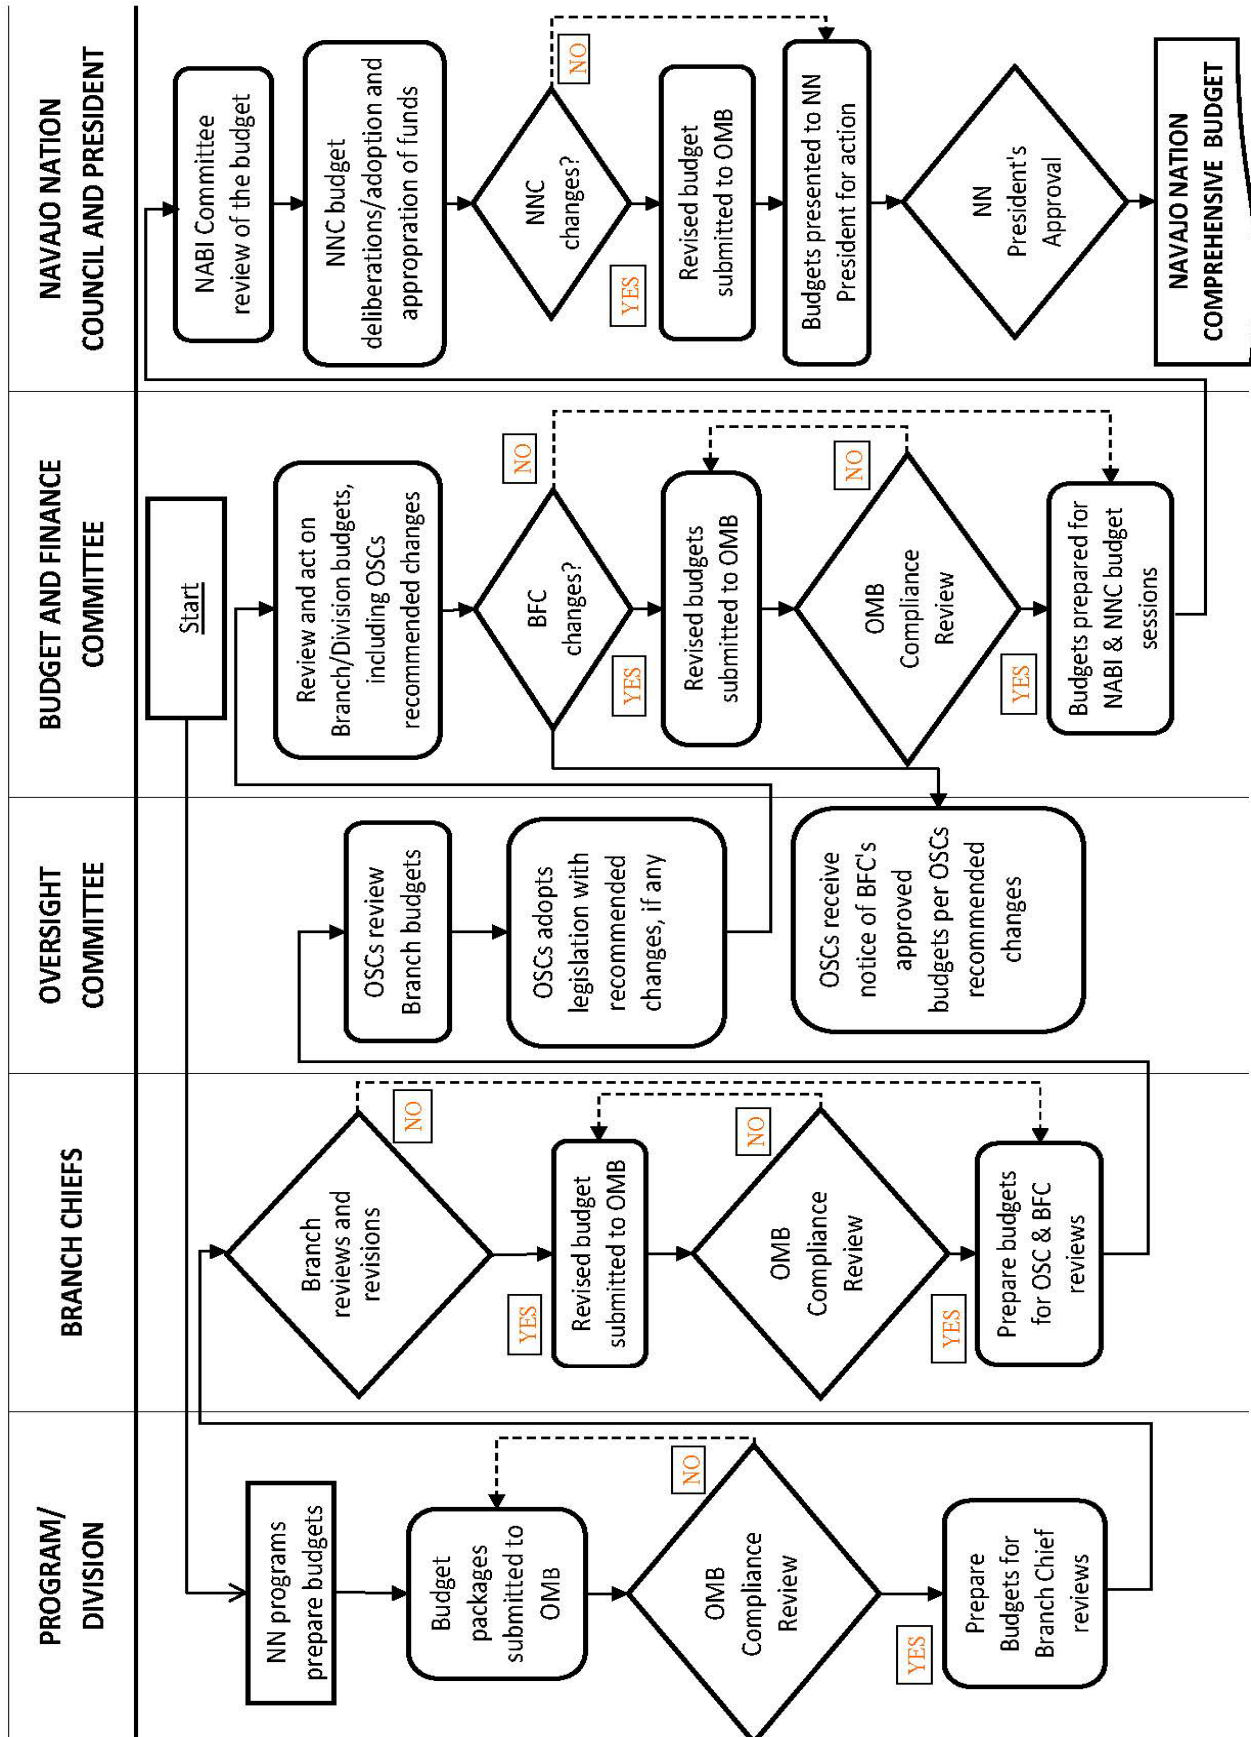 PROGRAM/
DIVISION
BRANCH CHIEFS
OVERSIGHT
COMMITTEE
BUDGET AND FINANCE
COMMITTEE
NAVAJO NATION
COUNCIL AND PRESIDENT
Start
NN programs
prepare budgets
Budget
packages
submitted to
OMB
OMB
Compliance
Review
NO
YES
Prepare
Budgets for
Branch Chief
reviews
Branch
reviews and
revisions
NO
YES
Revised budget
submitted to OMB
OMB
Compliance
Review
NO
YES
Prepare budgets
for OSC & BFC
reviews
OSCs review
Branch budgets
OSCs adopts
legislation with
recommended
changes, if any
OSCs receive
notice of BFC's
approved
budgets per OSCs
recommended
changes
Review and act on
Branch/Division budgets,
including OSCs
recommended changes
BFC
changes?
NO
YES
Revised budgets
submitted to OMB
OMB
Compliance
Review
NO
YES
Budgets prepared for
NABI & NNC budget
sessions
NABI Committee
review of the budget
NNC budget
deliberations/adoption and
appropration of funds
NNC
changes?
NO
YES
Revised budget
submitted to OMB
Budgets presented to NN
President for action
NN
President's
Approval
NAVAJO NATION
COMPREHENSIVE BUDGET